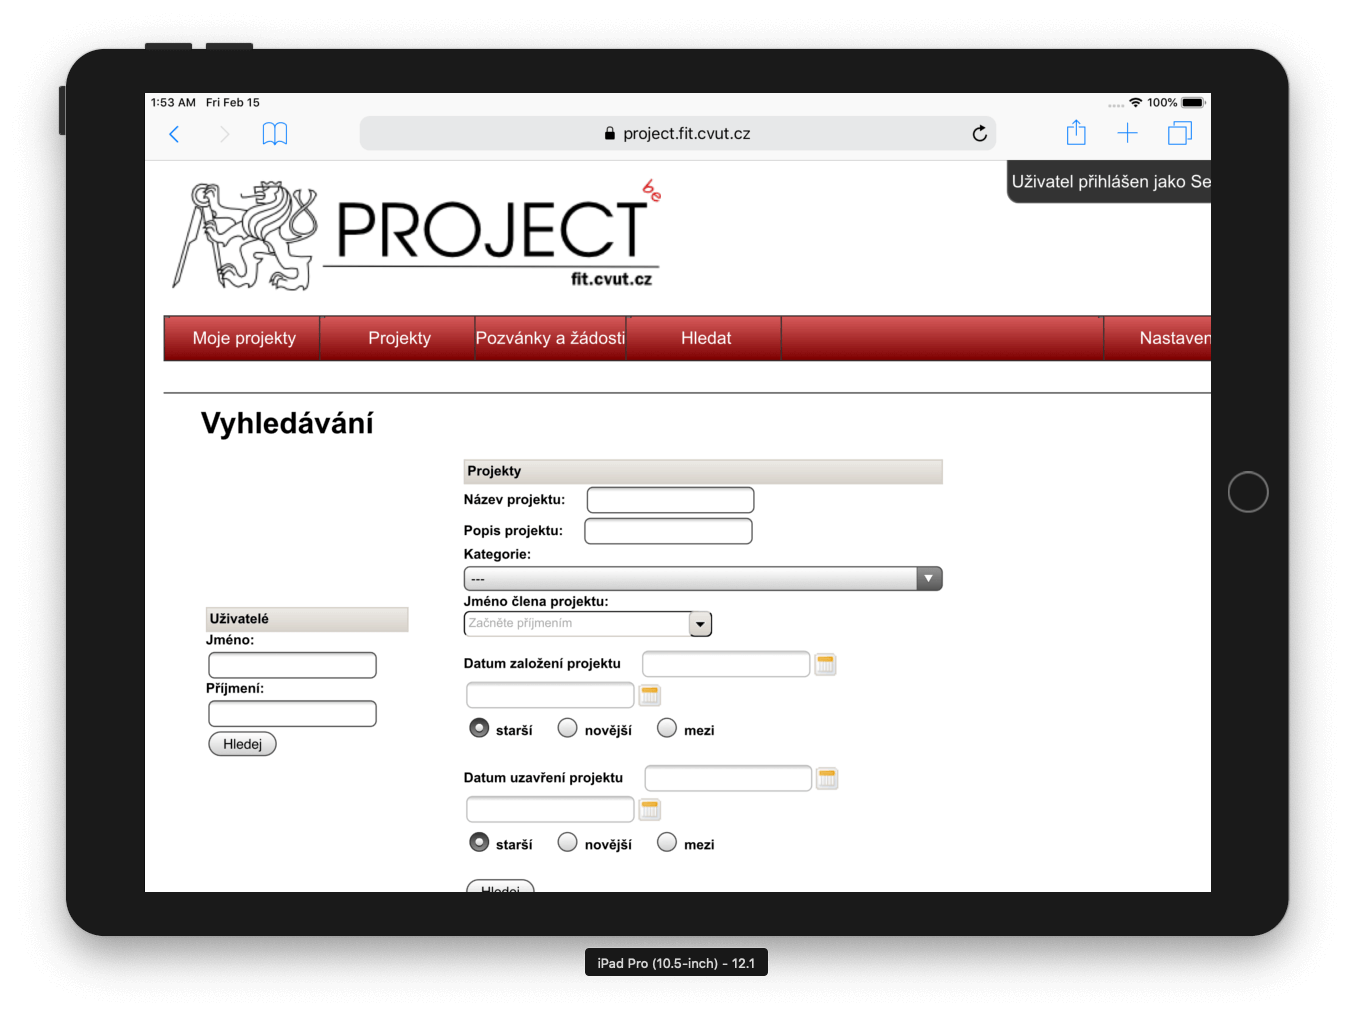 1:53 AM Fri Feb 15
100%
project.fit.cvut.cz
Uživatel přihlášen jako Se
be
PROJECT
fit.cvut.cz
Moje projekty
Projekty
Pozvánky a žádosti
Hledat
Nastaven
Vyhledávání
Projekty
Název projektu:
Popis projektu:
Kategorie:
---
Jméno člena projektu:
Začněte příjmením
Datum založení projektu
starší novější mezi
Datum uzavření projektu
starší novější mezi
Hledej
Uživatelé
Jméno:
Příjmení:
Hledej
iPad Pro (10.5-inch) - 12.1